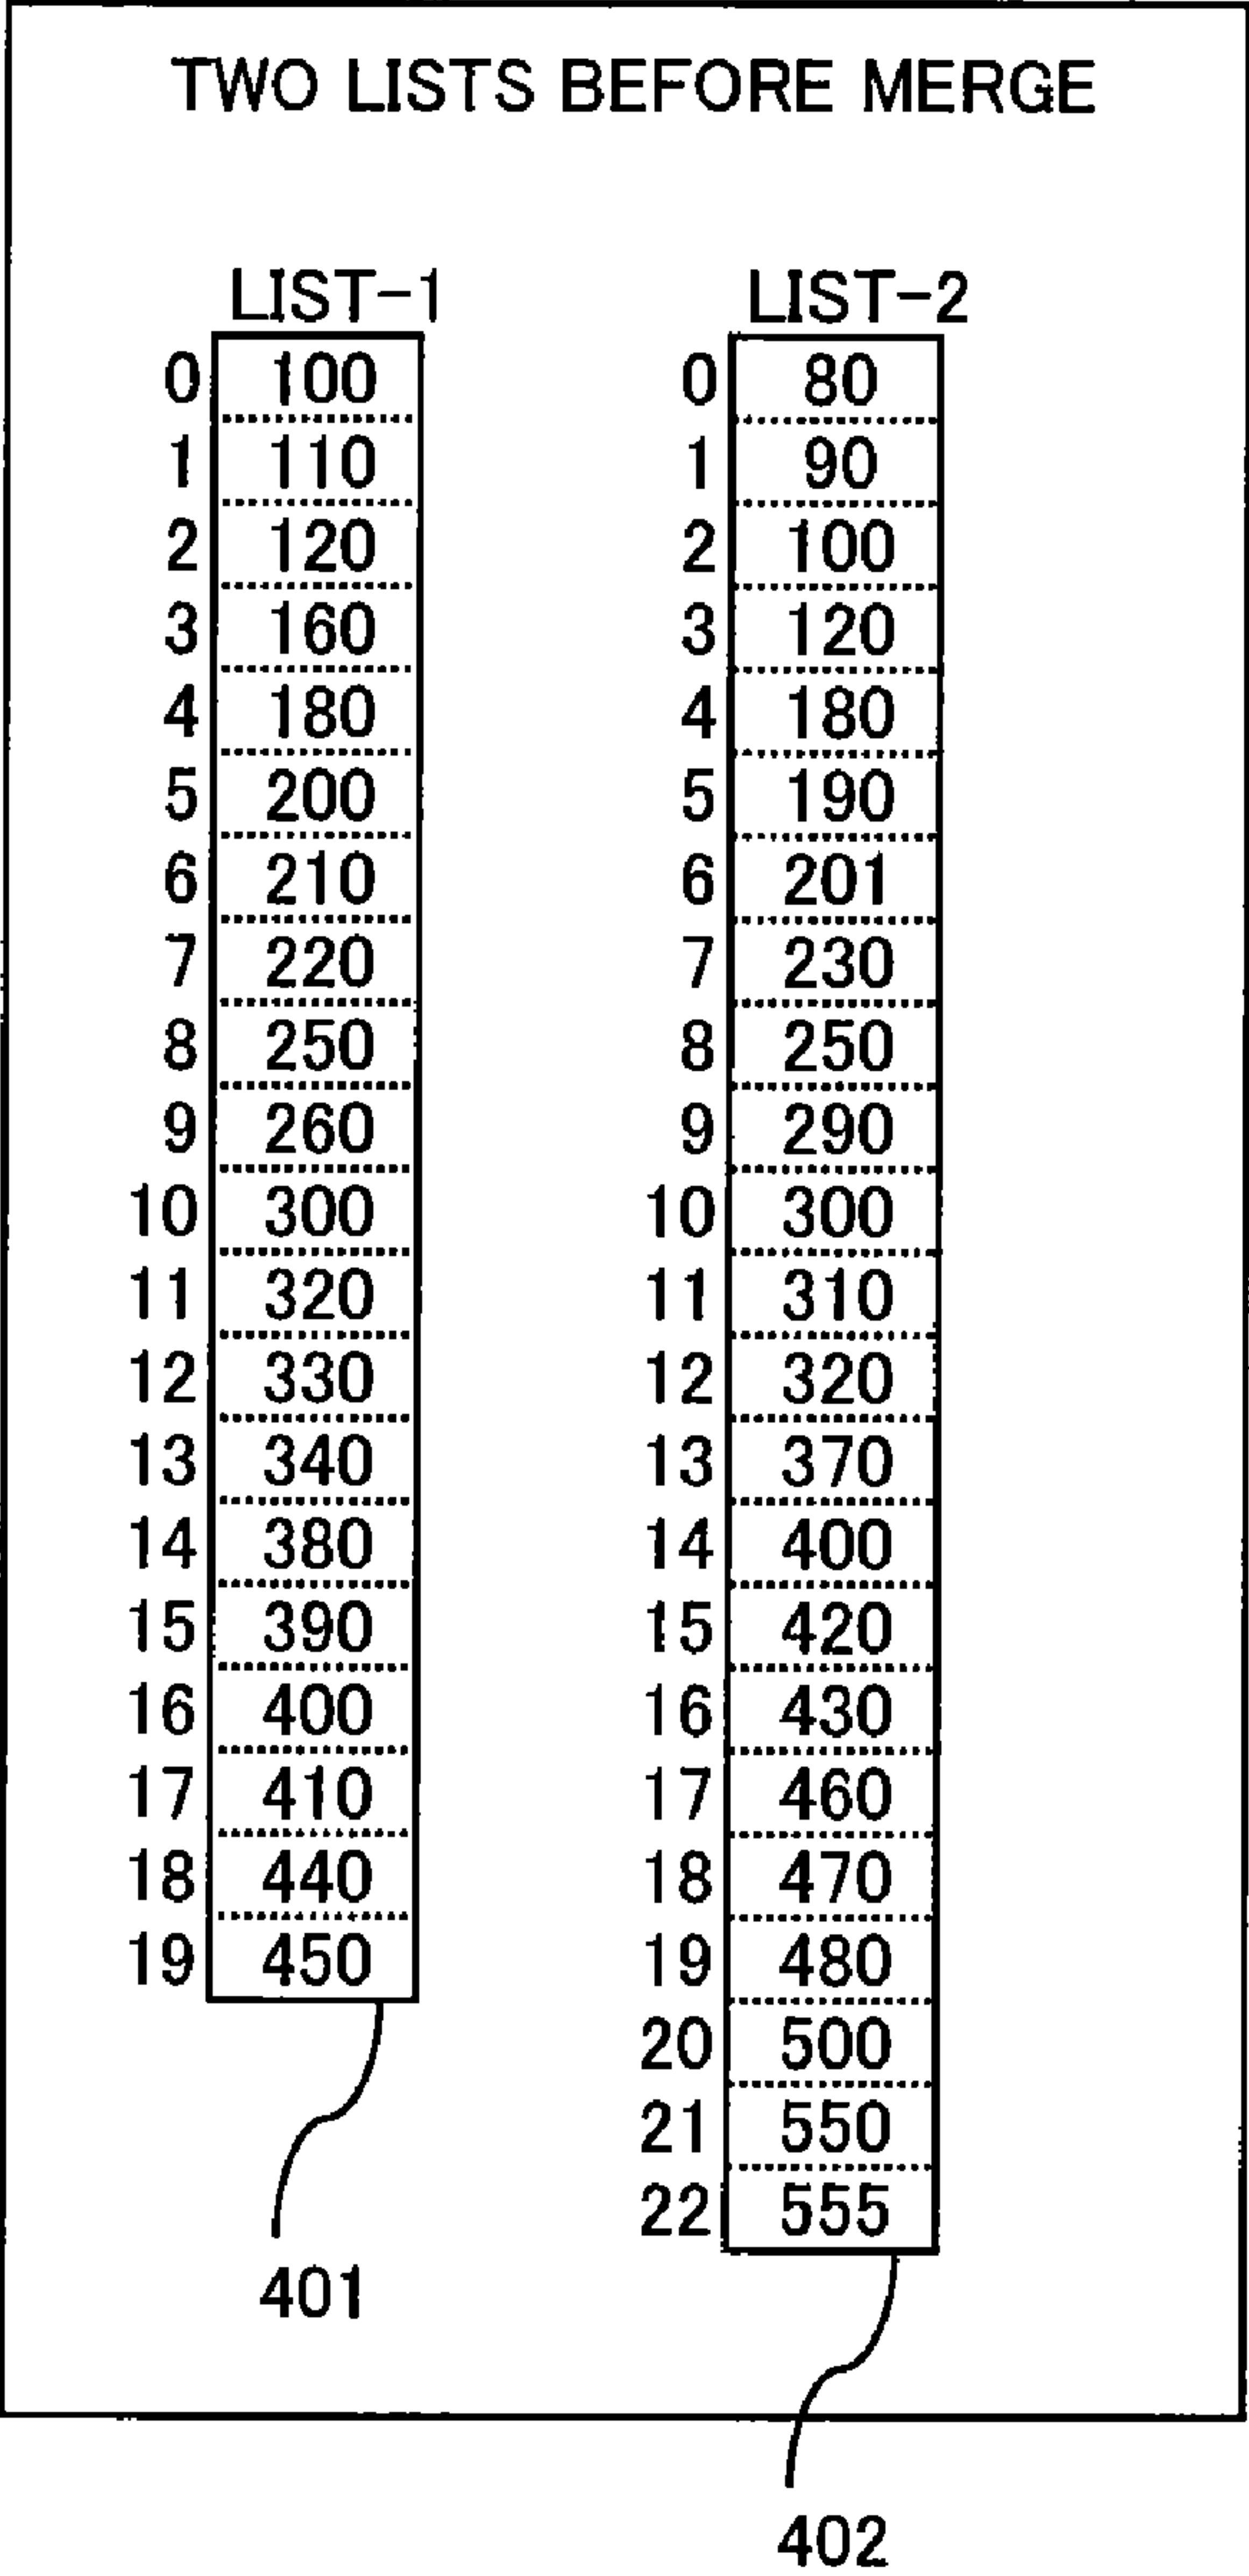 TWO LISTS BEFORE MERGE
LIST-1 LIST-2
0 100 0 80
1 110 1 90
2 120 2 100
3 160 3 120
4 180 4 180
5 200 5 190
6 210 6 201
7 220 7 230
8 250 8 250
9 260 9 290
10 300 10 300
11 320 11 310
12 330 12 320
13 340 13 370
14 380 14 400
15 390 15 420
16 400 16 430
17 410 17 460
18 440 18 470
19 450 19 480
20 500
21 550
22 555
401
402